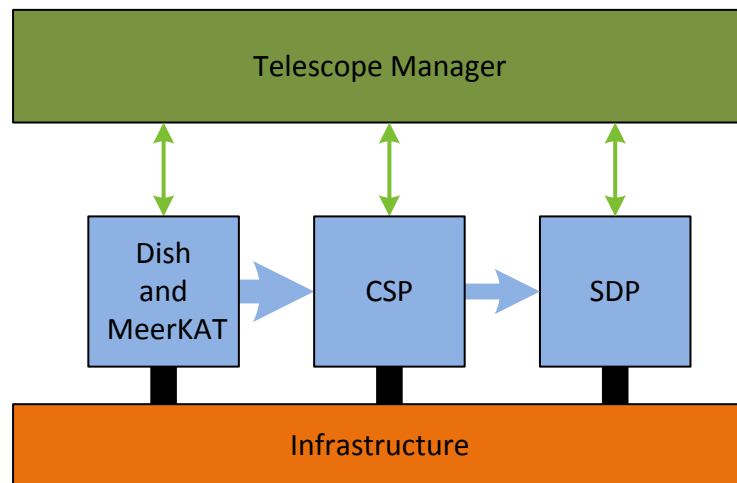 Telescope Manager
Dish
and
MeerKAT
CSP
SDP
Infrastructure